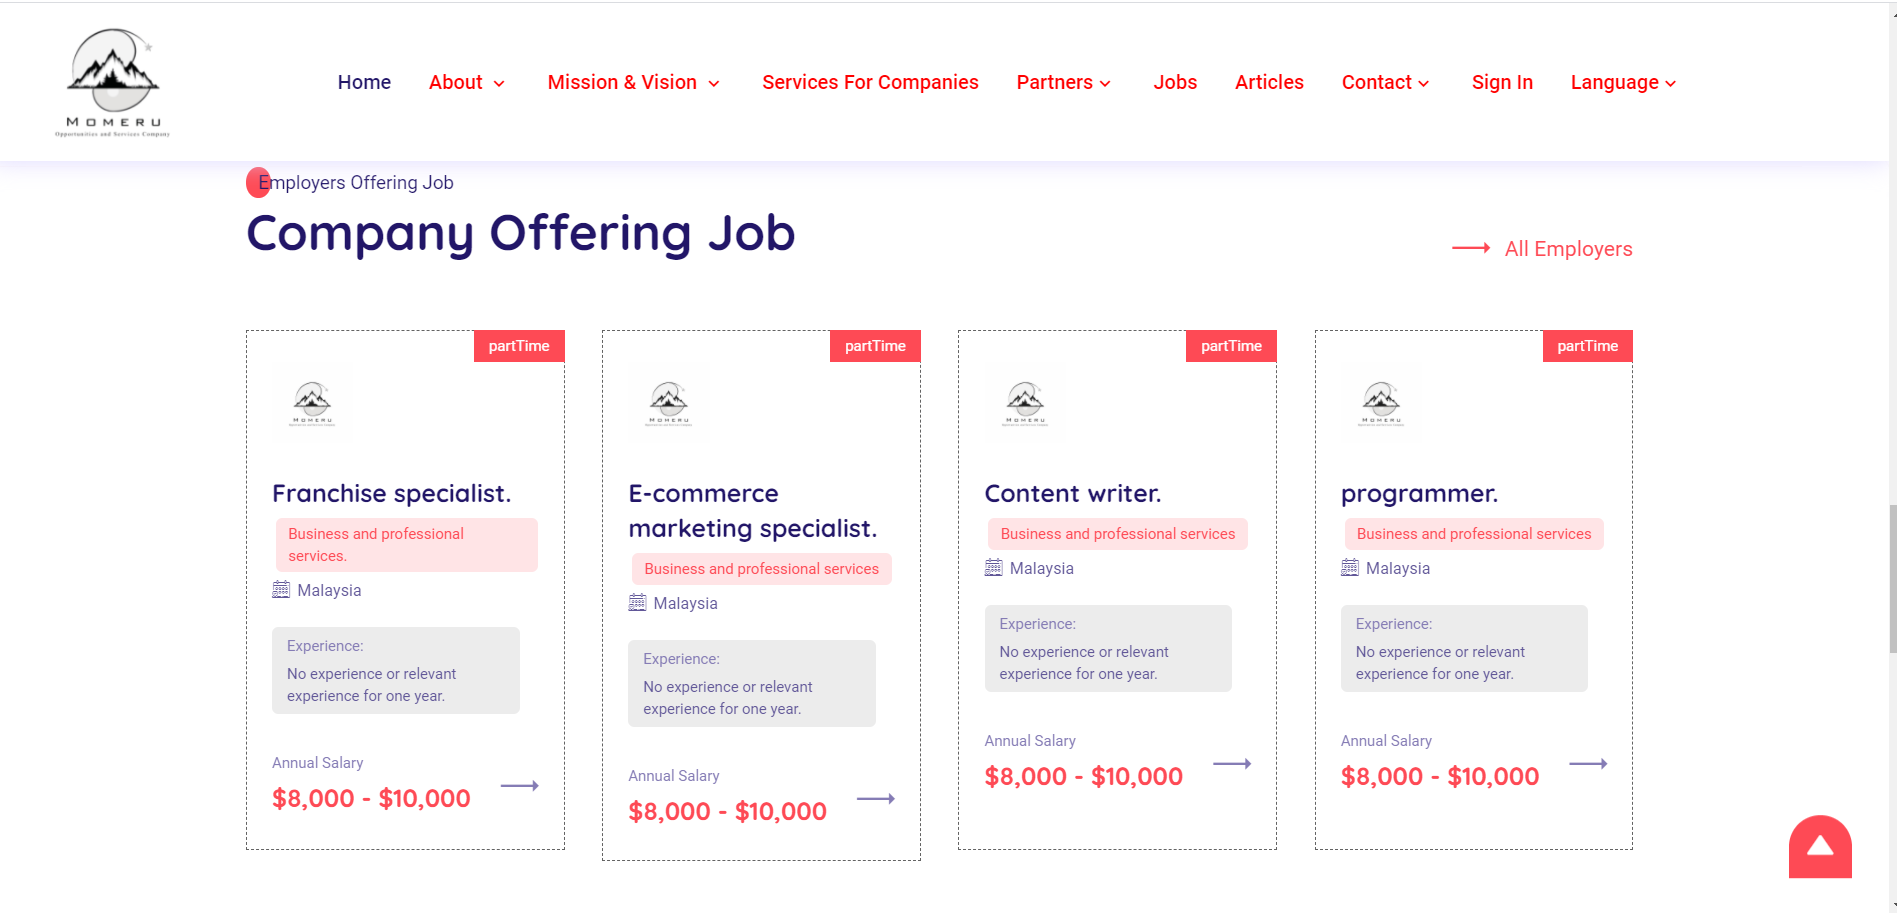 MOMERU
Opportunities and Services Company
Home About Mission & Vision Services For Companies Partners Jobs Articles Contact Sign In Language
Employers Offering Job
Company Offering Job
All Employers
partTime
MOMERU
Franchise specialist.
Business and professional
services.
Malaysia
Experience:
No experience or relevant
experience for one year.
Annual Salary
$8,000 - $10,000
partTime
MOMERU
E-commerce
marketing specialist.
Business and professional services
Malaysia
Experience:
No experience or relevant
experience for one year.
Annual Salary
$8,000 - $10,000
partTime
MOMERU
Content writer.
Business and professional services
Malaysia
Experience:
No experience or relevant
experience for one year.
Annual Salary
$8,000 - $10,000
partTime
MOMERU
programmer.
Business and professional services
Malaysia
Experience:
No experience or relevant
experience for one year.
Annual Salary
$8,000 - $10,000